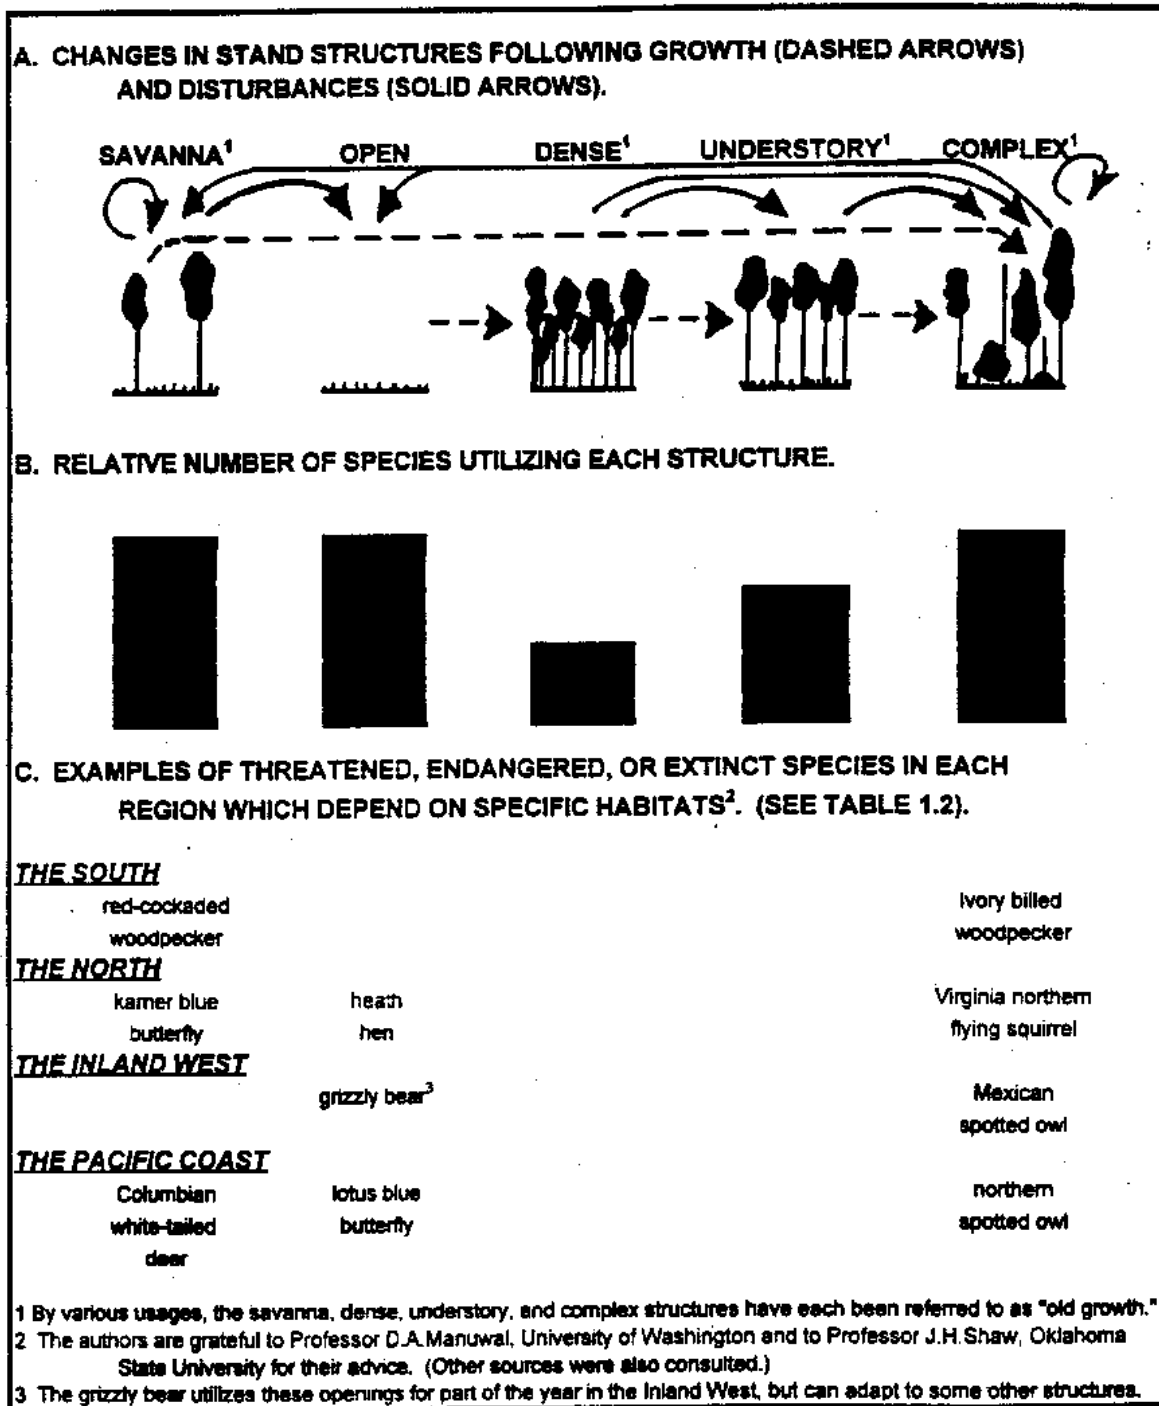 A. CHANGES IN STAND STRUCTURES FOLLOWING GROWTH (DASHED ARROWS)
AND DISTURBANCES (SOLID ARROWS).
SAVANNA¹ OPEN DENSE¹ UNDERSTORY¹ COMPLEX¹
B. RELATIVE NUMBER OF SPECIES UTILIZING EACH STRUCTURE.
C. EXAMPLES OF THREATENED, ENDANGERED, OR EXTINCT SPECIES IN EACH
REGION WHICH DEPEND ON SPECIFIC HABITATS². (SEE TABLE 1.2).
THE SOUTH
red-cockaded Ivory billed
woodpecker woodpecker
THE NORTH
karner blue heath Virginia northern
butterfly hen flying squirrel
THE INLAND WEST
grizzly bear³ Mexican
spotted owl
THE PACIFIC COAST
Columbian lotus blue northern
white-tailed butterfly spotted owl
deer
1 By various usages, the savanna, dense, understory, and complex structures have each been referred to as "old growth."
2 The authors are grateful to Professor D.A.Manuwal, University of Washington and to Professor J.H.Shaw, Oklahoma
State University for their advice. (Other sources were also consulted.)
3 The grizzly bear utilizes these openings for part of the year in the Inland West, but can adapt to some other structures.